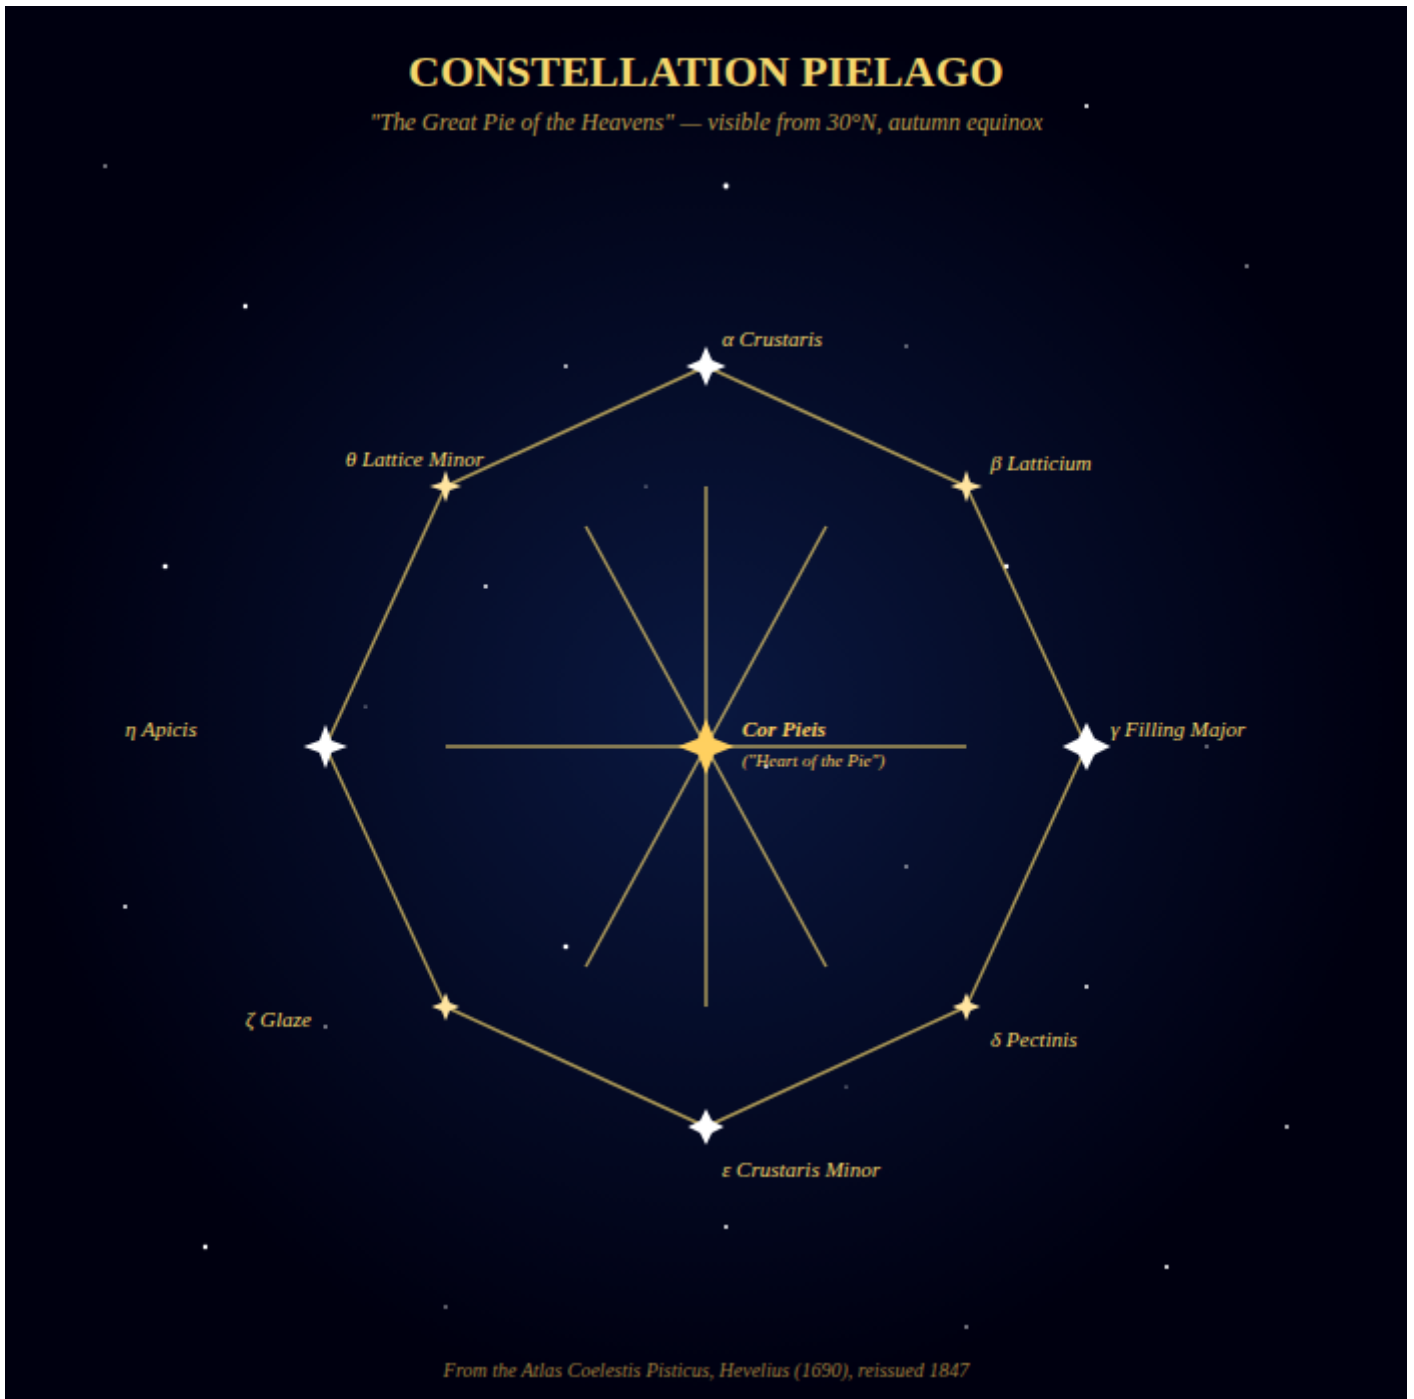 CONSTELLATION PIELAGO
"The Great Pie of the Heavens" — visible from 30°N, autumn equinox
α Crustaris
θ Lattice Minor
β Latticium
η Apicis
Cor Pieis
("Heart of the Pie")
γ Filling Major
ζ Glaze
δ Pectinis
ε Crustaris Minor
From the Atlas Coelestis Pisticus, Hevelius (1690), reissued 1847